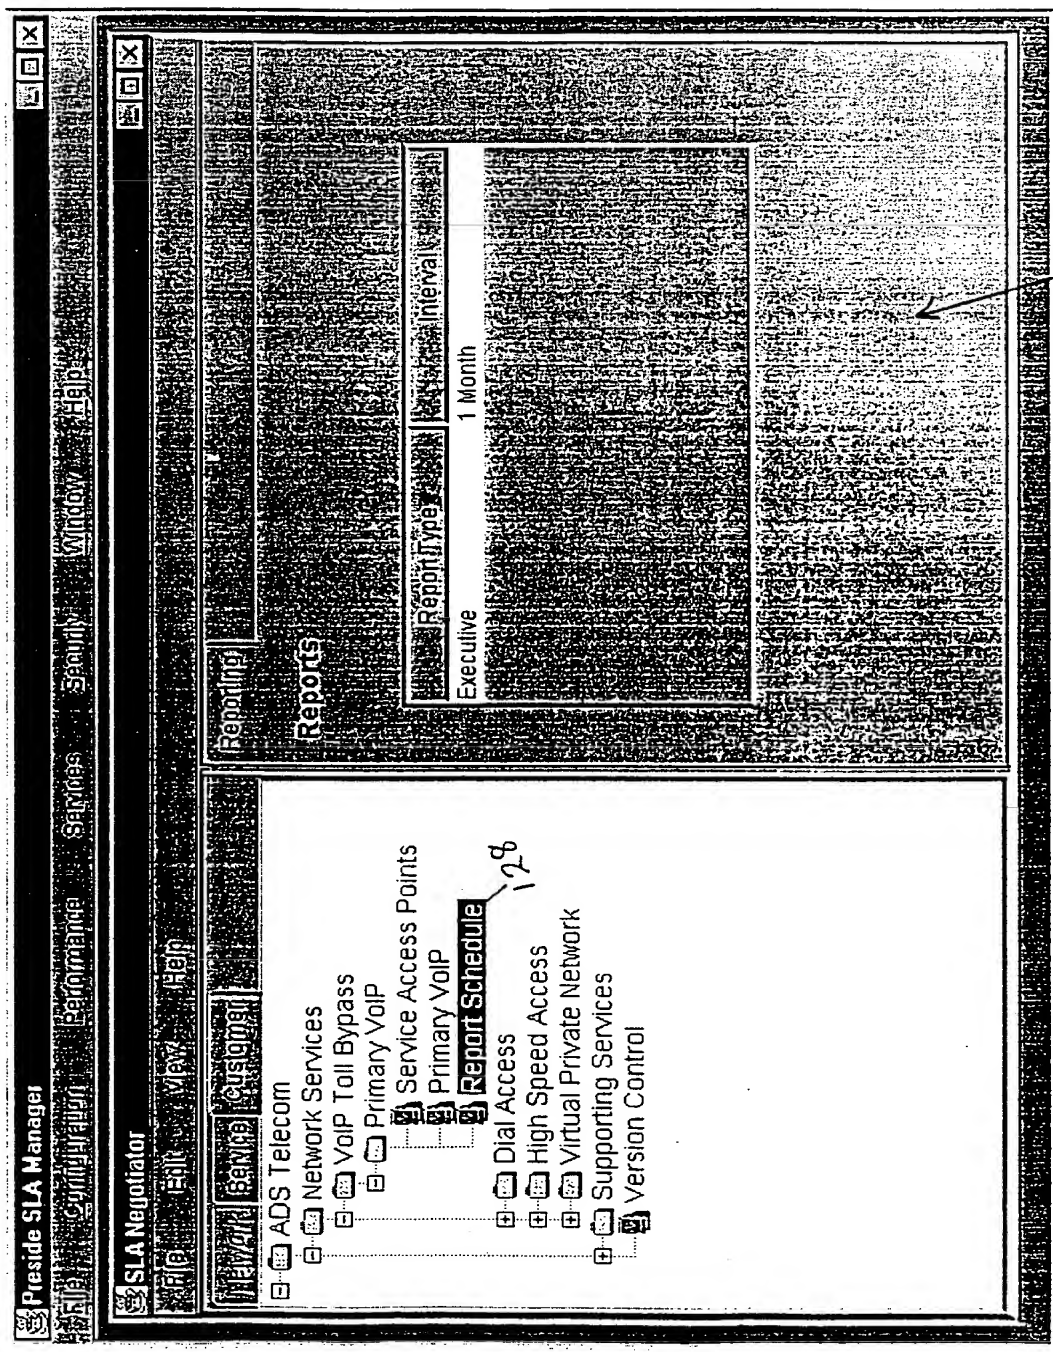 Preside SLA Manager
File Configuration Performance Services Security Window Help
SLA Negotiator
File Edit View Help
Network Service Customer
ADS Telecom
Network Services
VoIP Toll Bypass
Primary VoIP
Service Access Points
Primary VoIP
Report Schedule
128
Dial Access
High Speed Access
Virtual Private Network
Supporting Services
Version Control
Reporting
Reports
Report Type Interval
Executive 1 Month